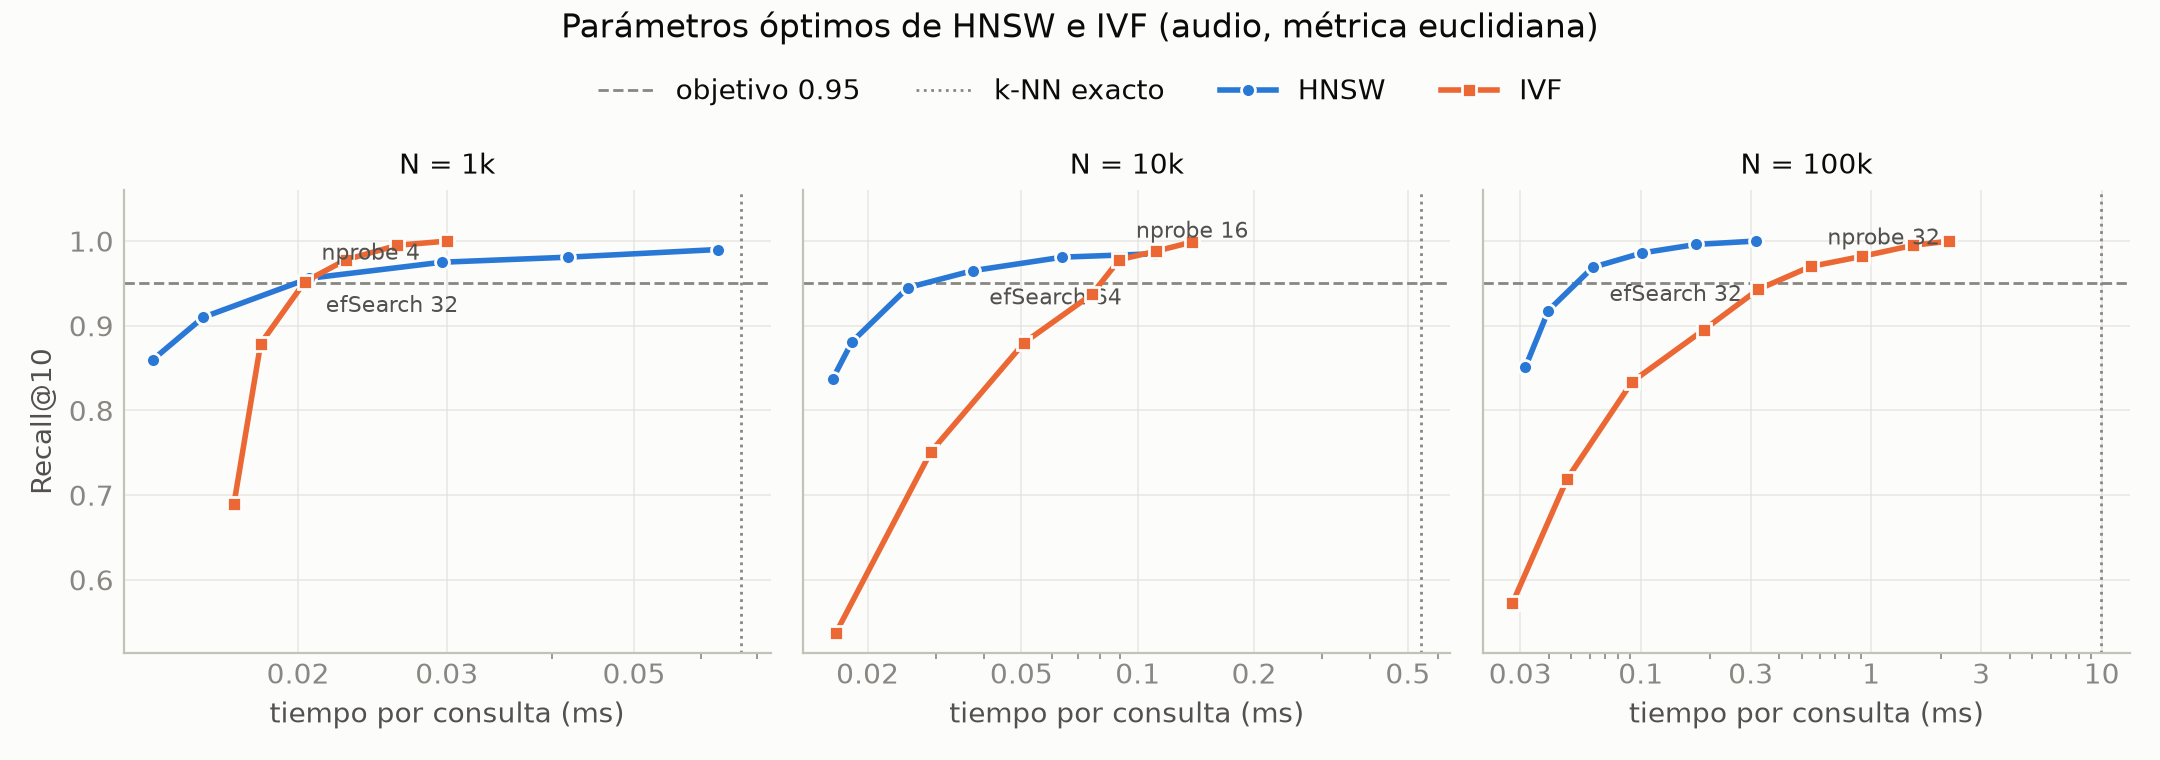 Parámetros óptimos de HNSW e IVF (audio, métrica euclidiana)
objetivo 0.95 k-NN exacto HNSW IVF
N = 1k
N = 10k
N = 100k
Recall@10
1.0
0.9
0.8
0.7
0.6
nprobe 4
efSearch 32
nprobe 16
efSearch 64
nprobe 32
efSearch 32
0.02 0.03 0.05
0.02 0.05 0.1 0.2 0.5
0.03 0.1 0.3 1 3 10
tiempo por consulta (ms)
tiempo por consulta (ms)
tiempo por consulta (ms)